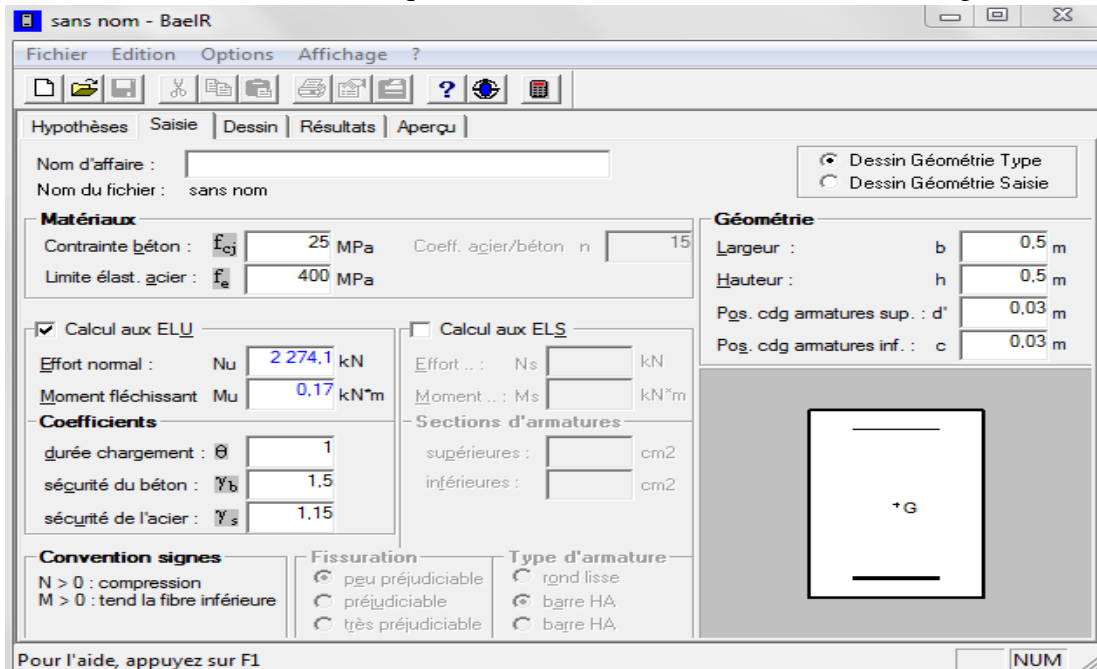 sans nom - BaelR
Fichier Edition Options Affichage ?
Hypothèses Saisie Dessin Résultats Aperçu
Nom d'affaire :
Nom du fichier : sans nom
Dessin Géométrie Type
Dessin Géométrie Saisie
Matériaux
Contrainte béton : fcj 25 MPa Coeff. acier/béton n 15
Limite élast. acier : fe 400 MPa
Géométrie
Largeur : b 0,5 m
Hauteur : h 0,5 m
Pos. cdg armatures sup. : d' 0,03 m
Pos. cdg armatures inf. : c 0,03 m
Calcul aux ELU
Effort normal : Nu 2 274,1 kN
Moment fléchissant Mu 0,17 kN*m
Calcul aux ELS
Effort .. : Ns kN
Moment .. : Ms kN*m
Coefficients
durée chargement : θ 1
sécurité du béton : γb 1,5
sécurité de l'acier : γs 1,15
Sections d'armatures
supérieures : cm2
inférieures : cm2
G
Convention signes
N > 0 : compression
M > 0 : tend la fibre inférieure
Fissuration
peu préjudiciable
préjudiciable
très préjudiciable
Type d'armature
rond lisse
barre HA
barre HA
Pour l'aide, appuyez sur F1 NUM